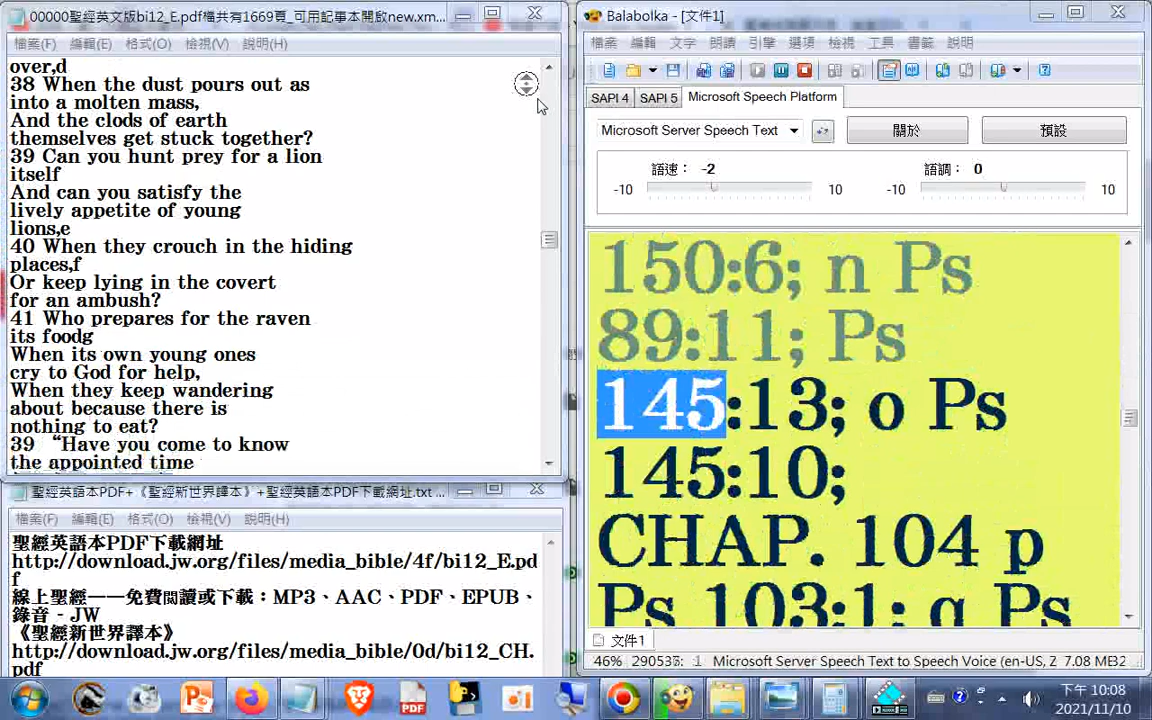 00000聖經英文版bi12_E.pdf檔共有1669頁_可用記事本開啟new.xm...
檔案(F) 編輯(E) 格式(O) 檢視(V) 說明(H)
over,d
38 When the dust pours out as
into a molten mass,
And the clods of earth
themselves get stuck together?
39 Can you hunt prey for a lion
itself
And can you satisfy the
lively appetite of young
lions,e
40 When they crouch in the hiding
places,f
Or keep lying in the covert
for an ambush?
41 Who prepares for the raven
its foodg
When its own young ones
cry to God for help,
When they keep wandering
about because there is
nothing to eat?
39 “Have you come to know
the appointed time
聖經英語本PDF+《聖經新世界譯本》+聖經英語本PDF下載網址.txt ...
檔案(F) 編輯(E) 格式(O) 檢視(V) 說明(H)
聖經英語本PDF下載網址
http://download.jw.org/files/media_bible/4f/bi12_E.pd
f
線上聖經——免費閱讀或下載：MP3、AAC、PDF、EPUB、
錄音 - JW
《聖經新世界譯本》
http://download.jw.org/files/media_bible/0d/bi12_CH.
pdf
Balabolka - [文件1]
檔案 編輯 文字 朗讀 引擎 選項 檢視 工具 書籤 說明
SAPI 4 SAPI 5 Microsoft Speech Platform
Microsoft Server Speech Text 關於 預設
語速： -2 語調： 0
-10 10 -10 10
150:6; n Ps
89:11; Ps
145:13; o Ps
145:10;
CHAP. 104 p
Ps 103:1; q Ps
文件1
46% 290537: 1 Microsoft Server Speech Text to Speech Voice (en-US, Z 7.08 MB2
PDF
下午 10:08
2021/11/10